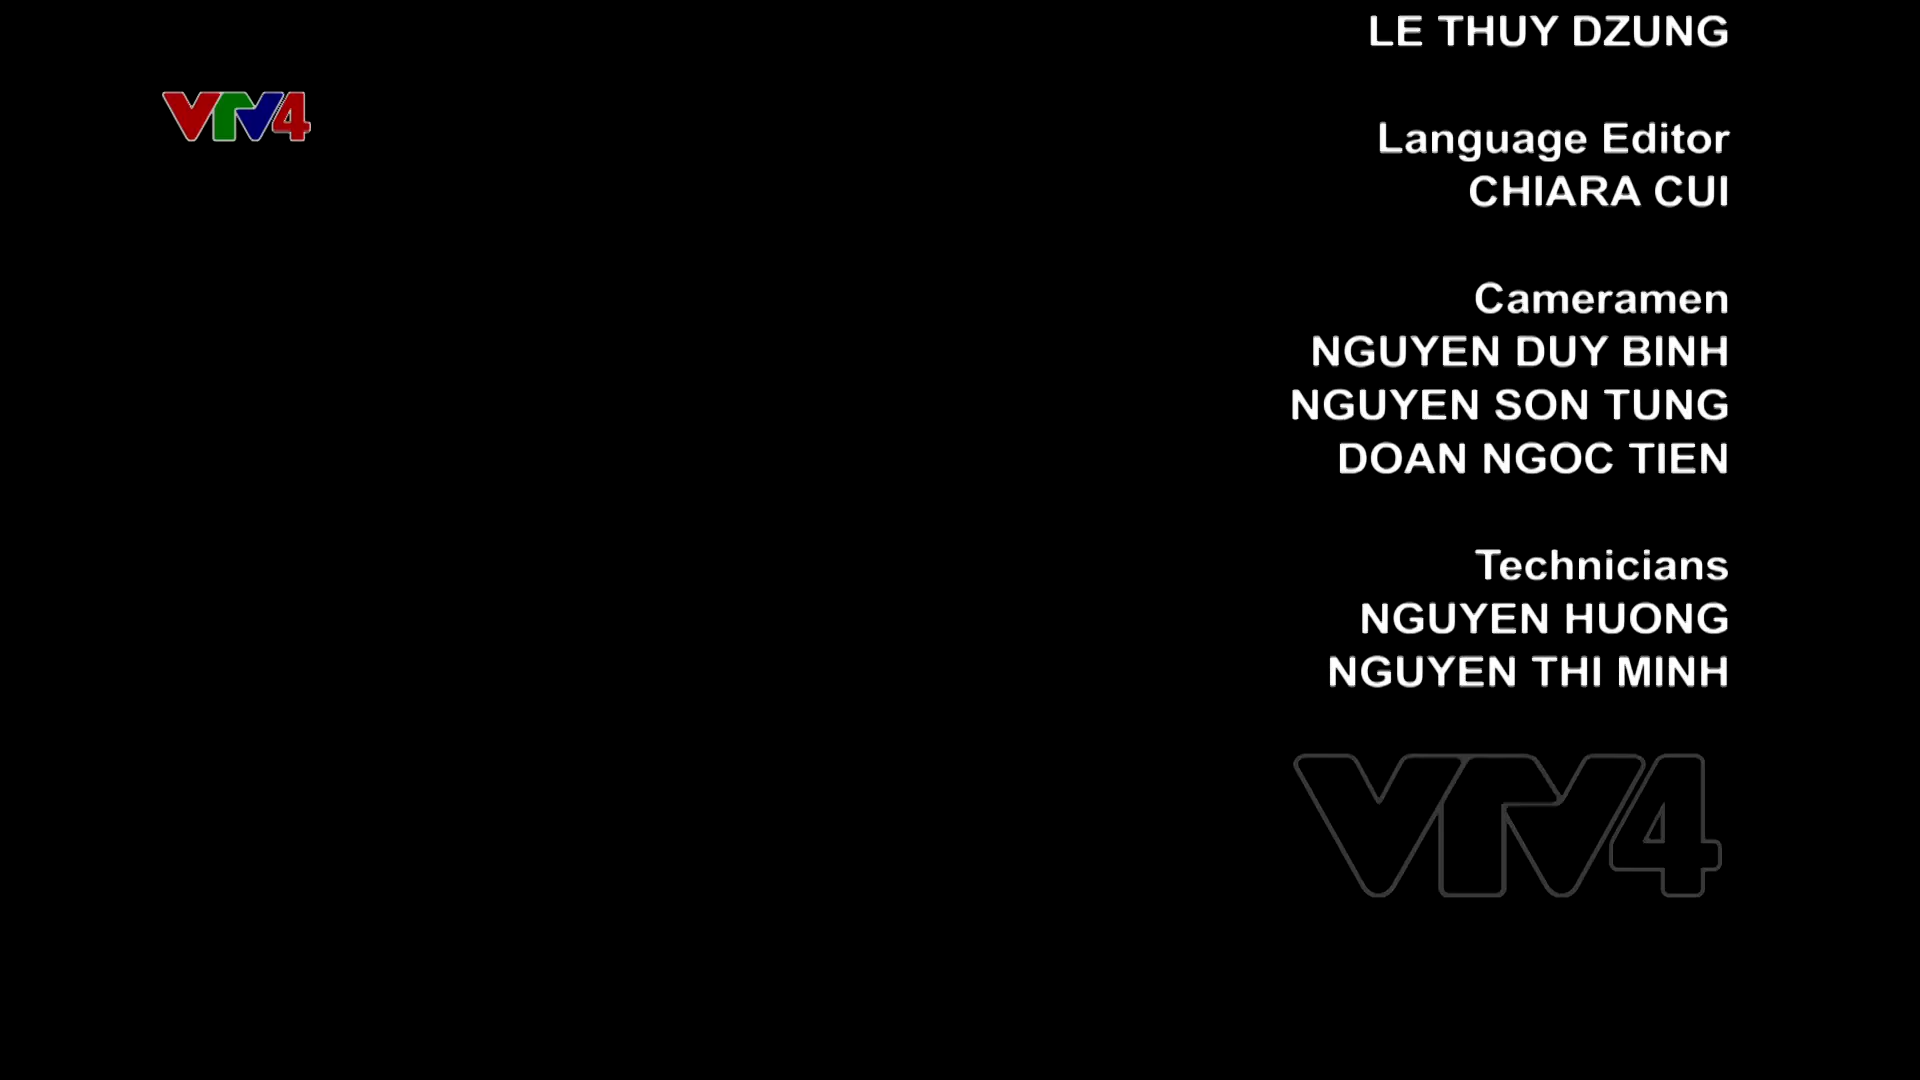 LE THUY DZUNG
VTV4
Language Editor
CHIARA CUI
Cameramen
NGUYEN DUY BINH
NGUYEN SON TUNG
DOAN NGOC TIEN
Technicians
NGUYEN HUONG
NGUYEN THI MINH
VTV4